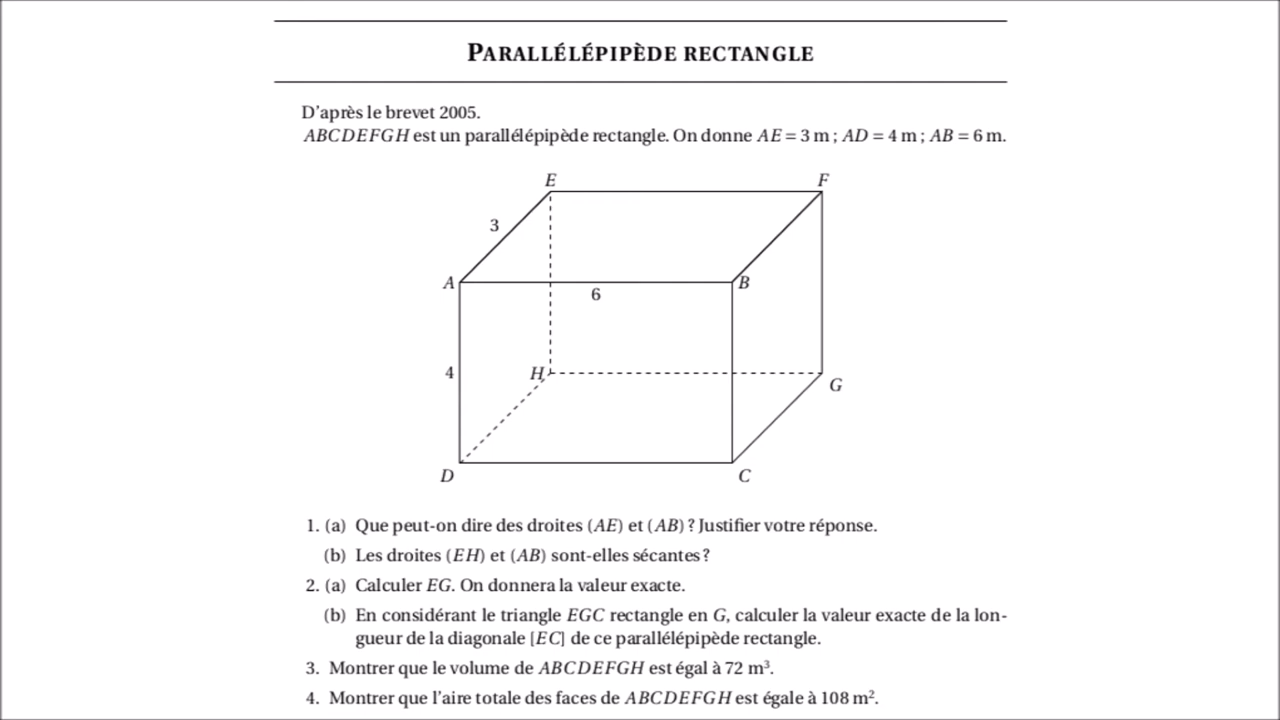 PARALLÉLÉPIPÈDE RECTANGLE
D'après le brevet 2005.
ABCDEFGH est un parallélépipède rectangle. On donne AE = 3 m ; AD = 4 m ; AB = 6 m.
E
F
3
A
B
6
4
H
G
D
C
1. (a) Que peut-on dire des droites (AE) et (AB) ? Justifier votre réponse.
(b) Les droites (EH) et (AB) sont-elles sécantes ?
2. (a) Calculer EG. On donnera la valeur exacte.
(b) En considérant le triangle EGC rectangle en G, calculer la valeur exacte de la lon-
gueur de la diagonale [EC] de ce parallélépipède rectangle.
3. Montrer que le volume de ABCDEFGH est égal à 72 m³.
4. Montrer que l'aire totale des faces de ABCDEFGH est égale à 108 m².